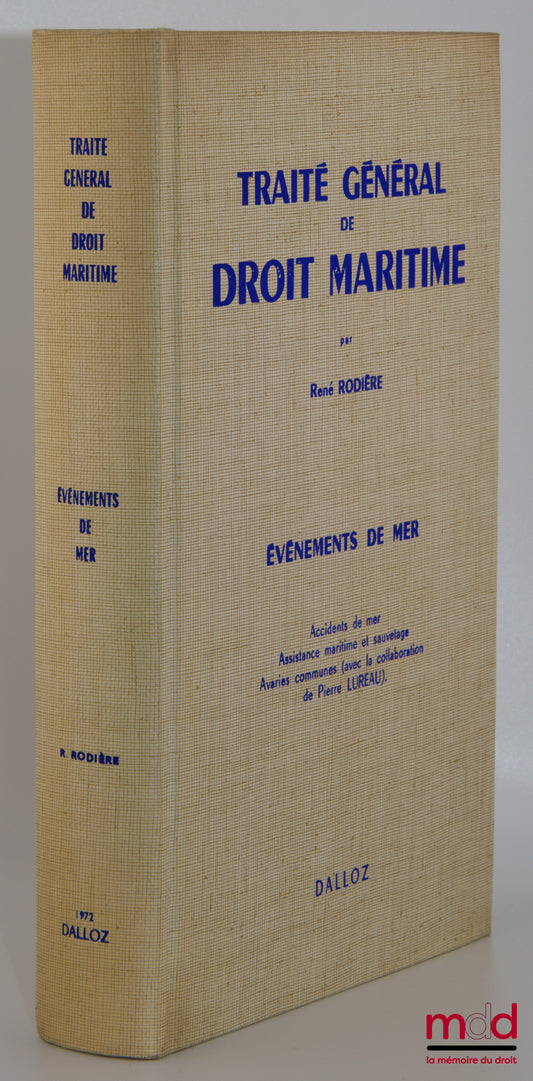 TRAITE
GENERAL
DE
DROIT
MARITIME
ÉVÉNEMENTS
DE
MER
R. RODIÈRE
1972
DALLOZ
TRAITÉ GÉNÉRAL
DE
DROIT MARITIME
par
René RODIÈRE
ÉVÉNEMENTS DE MER
Accidents de mer
Assistance maritime et sauvetage
Avaries communes (avec la collaboration
de Pierre LUREAU).
DALLOZ
mdd
la mémoire du droit